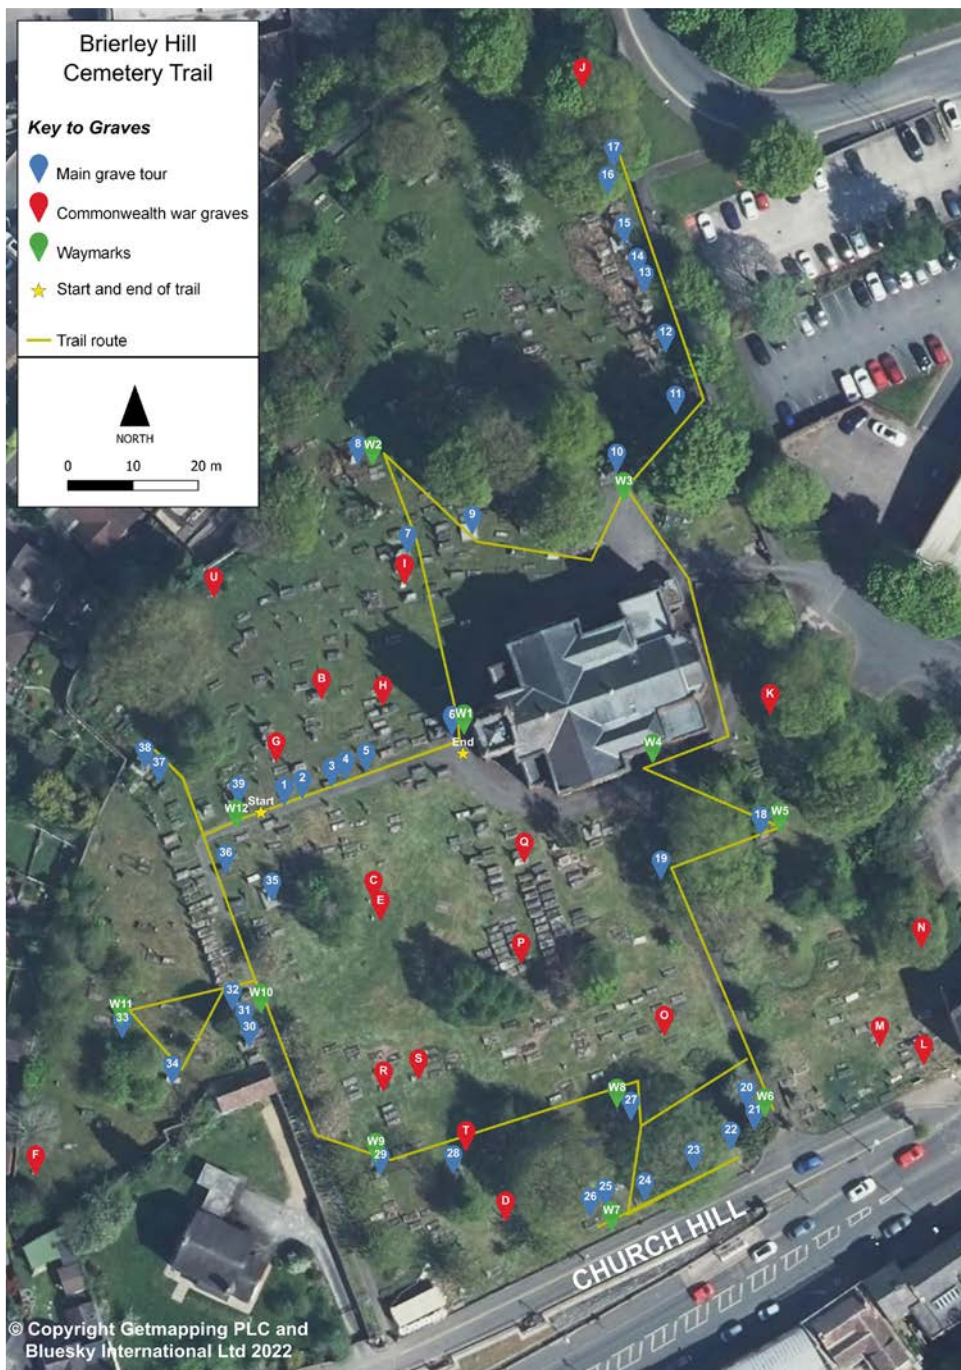 Brierley Hill
Cemetery Trail
Key to Graves
Main grave tour
Commonwealth war graves
Waymarks
Start and end of trail
Trail route
NORTH
0 10 20 m
J
17
16
15
14
13
12
11
8 W2
10
W3
9
7
I
U
B
H
K
6 W1
End
G
W4
38
37
5
4
3
2
1
39
Start
W12
18 W5
Q
36
19
35
C
E
N
P
32
W10
W11
31
33
30
O
M
L
34
S
R
W8
27
20
W6
21
T
22
W9
29
28
23
F
24
25
26
D
W7
CHURCH HILL
© Copyright Getmapping PLC and
Bluesky International Ltd 2022